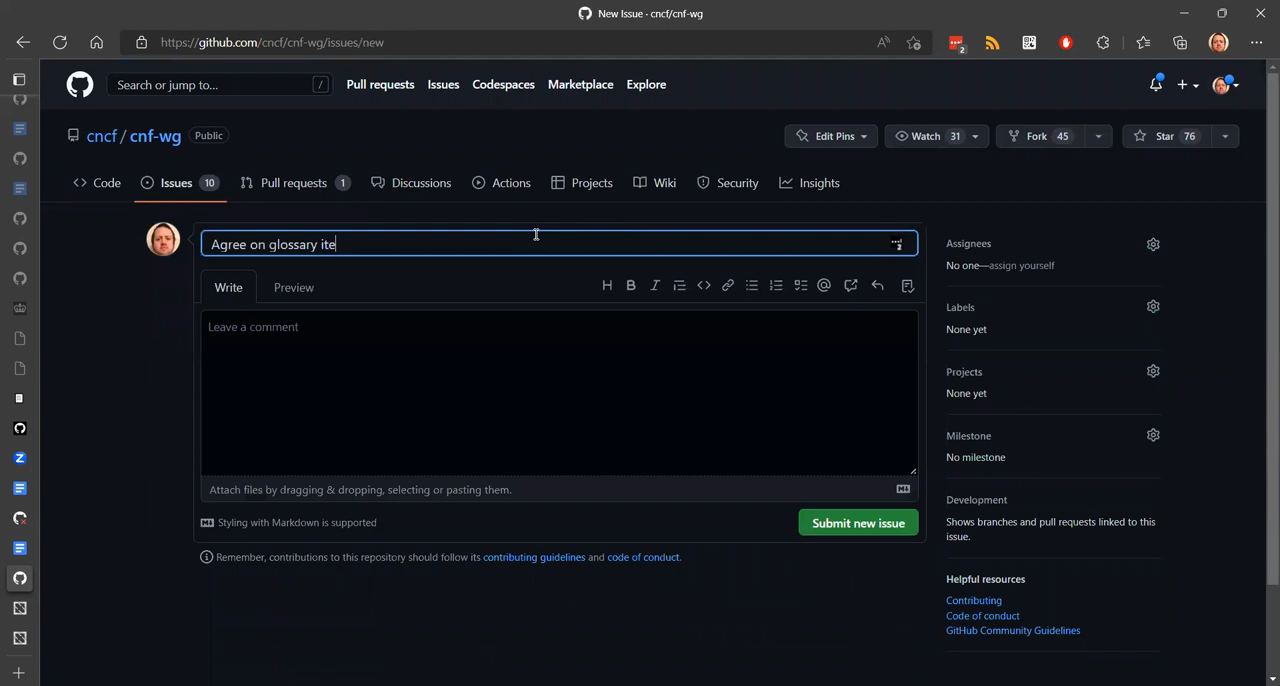 New Issue · cncf/cnf-wg
https://github.com/cncf/cnf-wg/issues/new
2
Search or jump to...
/
Pull requests
Issues
Codespaces
Marketplace
Explore
cncf / cnf-wg
Public
Edit Pins
Watch 31
Fork 45
Star 76
Code
Issues 10
Pull requests 1
Discussions
Actions
Projects
Wiki
Security
Insights
Agree on glossary ite
Write
Preview
Leave a comment
Attach files by dragging & dropping, selecting or pasting them.
Styling with Markdown is supported
Submit new issue
Remember, contributions to this repository should follow its contributing guidelines and code of conduct.
Assignees
No one—assign yourself
Labels
None yet
Projects
None yet
Milestone
No milestone
Development
Shows branches and pull requests linked to this
issue.
Helpful resources
Contributing
Code of conduct
GitHub Community Guidelines